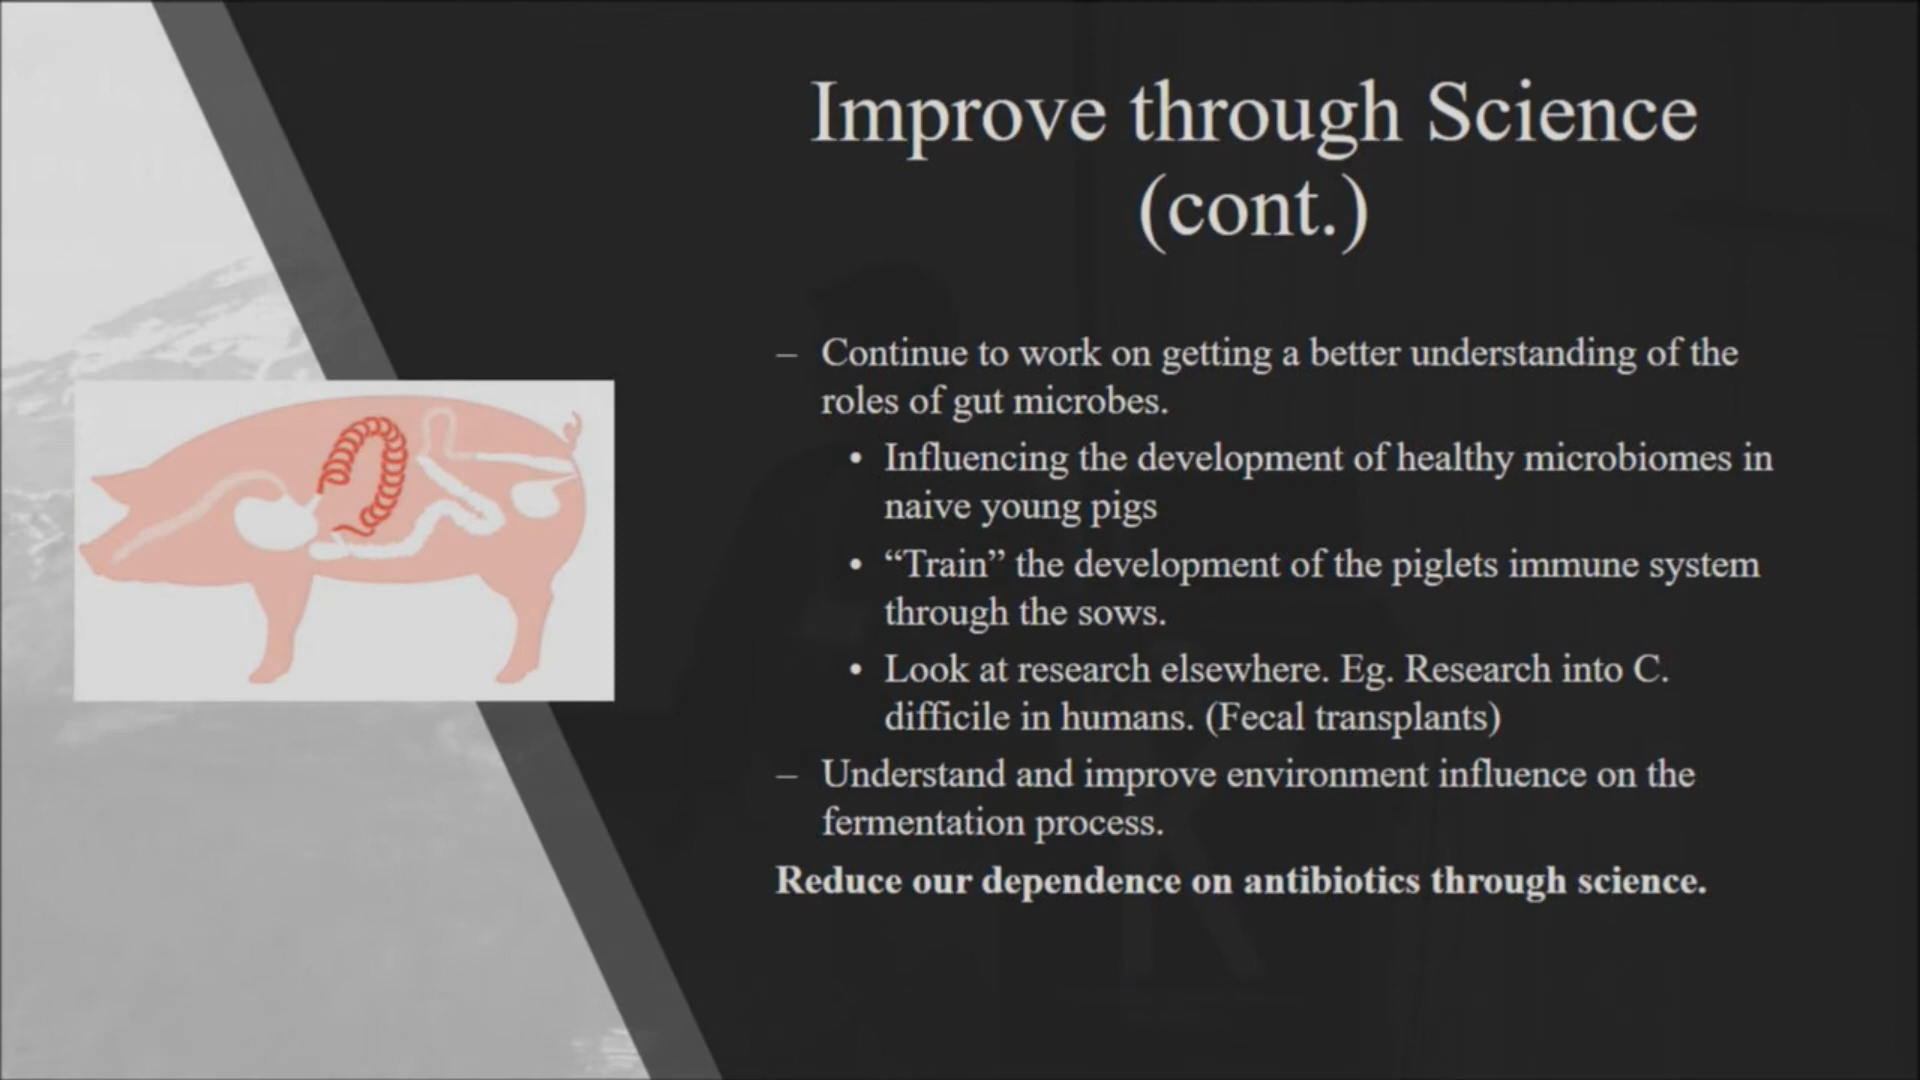 Improve through Science
(cont.)
– Continue to work on getting a better understanding of the
roles of gut microbes.
• Influencing the development of healthy microbiomes in
naive young pigs
• “Train” the development of the piglets immune system
through the sows.
• Look at research elsewhere. Eg. Research into C.
difficile in humans. (Fecal transplants)
– Understand and improve environment influence on the
fermentation process.
Reduce our dependence on antibiotics through science.